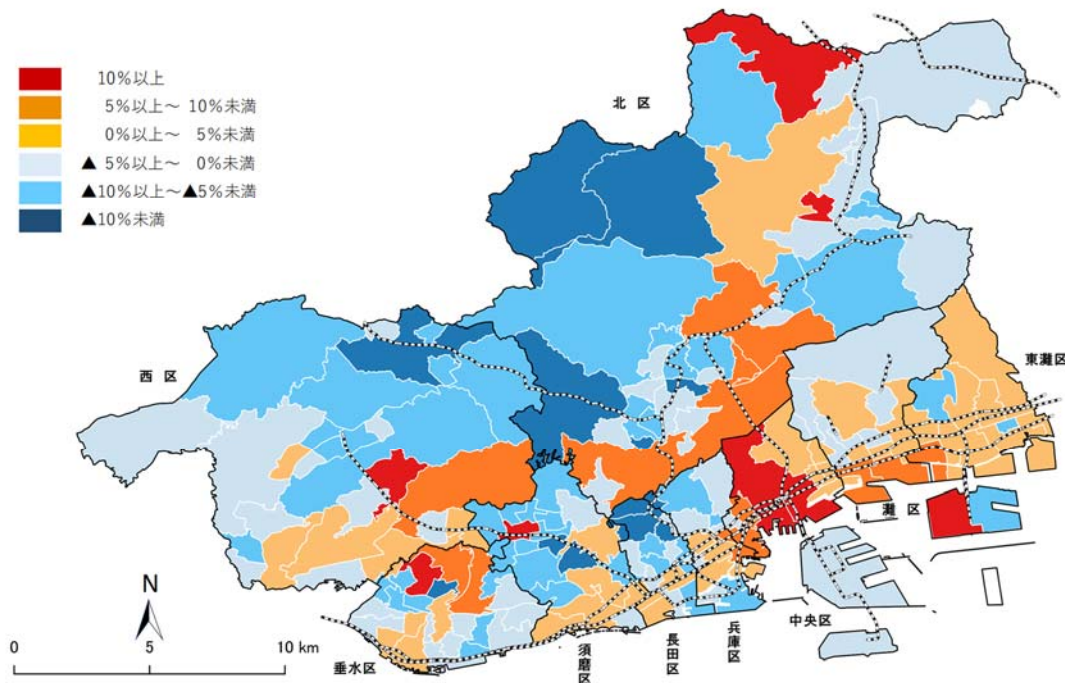 10%以上
5%以上～ 10%未満
0%以上～ 5%未満
▲ 5%以上～ 0%未満
▲10%以上～▲5%未満
▲10%未満
北区
西区
東灘区
灘区
中央区
兵庫区
長田区
須磨区
垂水区
N
0 5 10 km